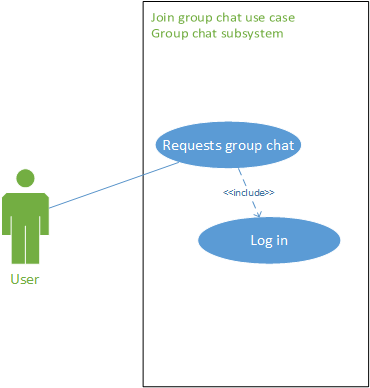 Join group chat use case
Group chat subsystem
Requests group chat
<<include>>
Log in
User